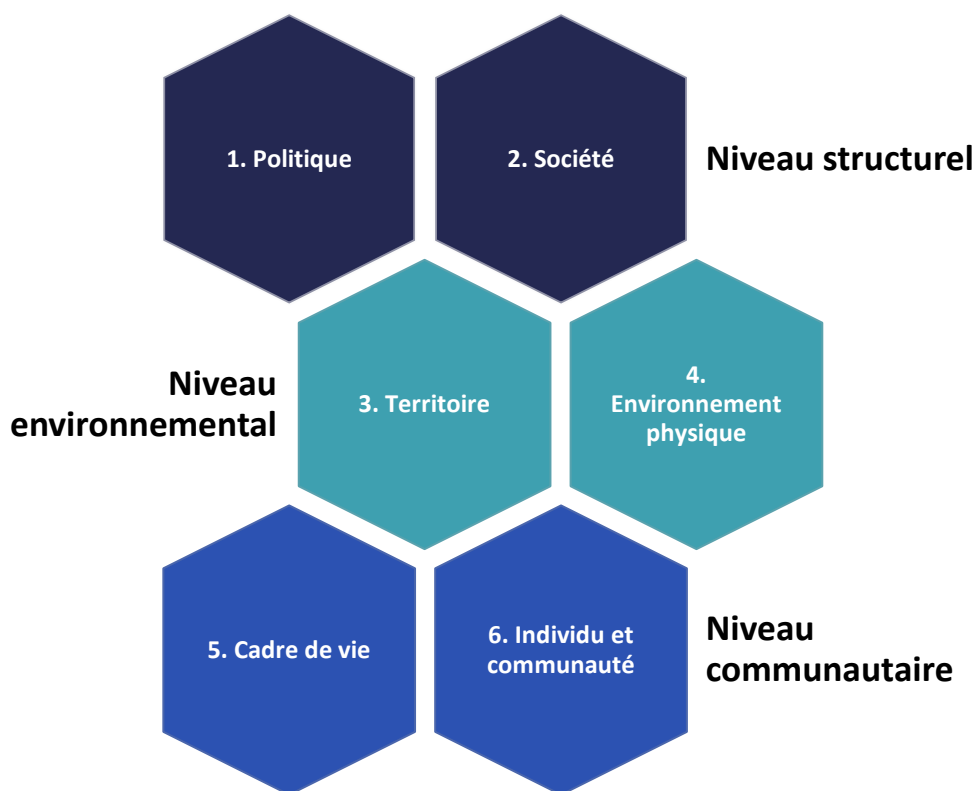 1. Politique
2. Société
Niveau structurel
Niveau
environnemental
3. Territoire
4.
Environnement
physique
5. Cadre de vie
6. Individu et
communauté
Niveau
communautaire